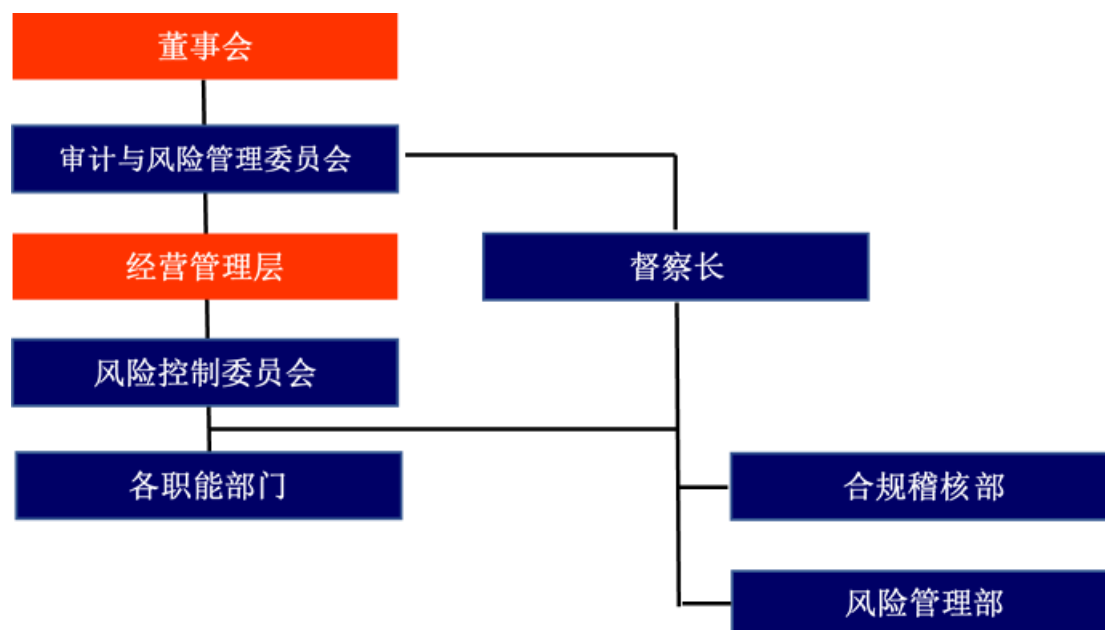 董事会
审计与风险管理委员会
经营管理层
督察长
风险控制委员会
各职能部门
合规稽核部
风险管理部